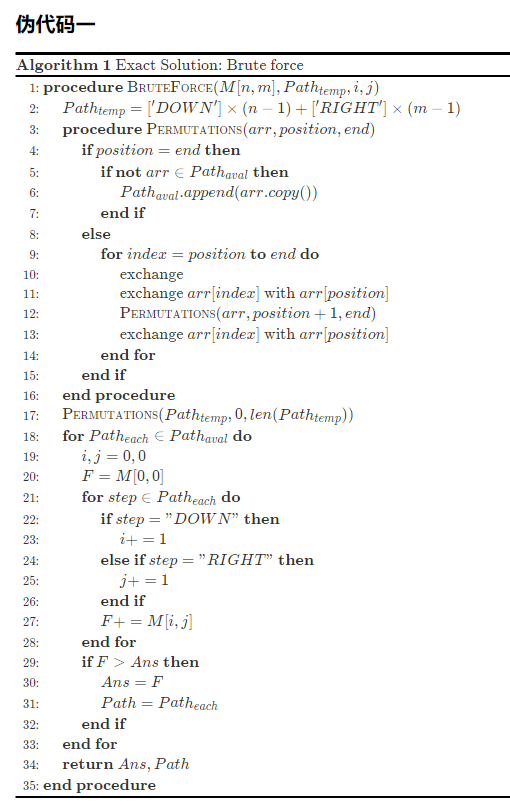 伪代码一
Algorithm 1 Exact Solution: Brute force
1: procedure BRUTEFORCE(M[n, m], Path_temp, i, j)
2: Path_temp = ['DOWN'] × (n − 1) + ['RIGHT'] × (m − 1)
3: procedure PERMUTATIONS(arr, position, end)
4: if position = end then
5: if not arr ∈ Path_aval then
6: Path_aval.append(arr.copy())
7: end if
8: else
9: for index = position to end do
10: exchange
11: exchange arr[index] with arr[position]
12: PERMUTATIONS(arr, position + 1, end)
13: exchange arr[index] with arr[position]
14: end for
15: end if
16: end procedure
17: PERMUTATIONS(Path_temp, 0, len(Path_temp))
18: for Path_each ∈ Path_aval do
19: i, j = 0, 0
20: F = M[0, 0]
21: for step ∈ Path_each do
22: if step = ”DOWN” then
23: i+ = 1
24: else if step = ”RIGHT” then
25: j+ = 1
26: end if
27: F+ = M[i, j]
28: end for
29: if F > Ans then
30: Ans = F
31: Path = Path_each
32: end if
33: end for
34: return Ans, Path
35: end procedure